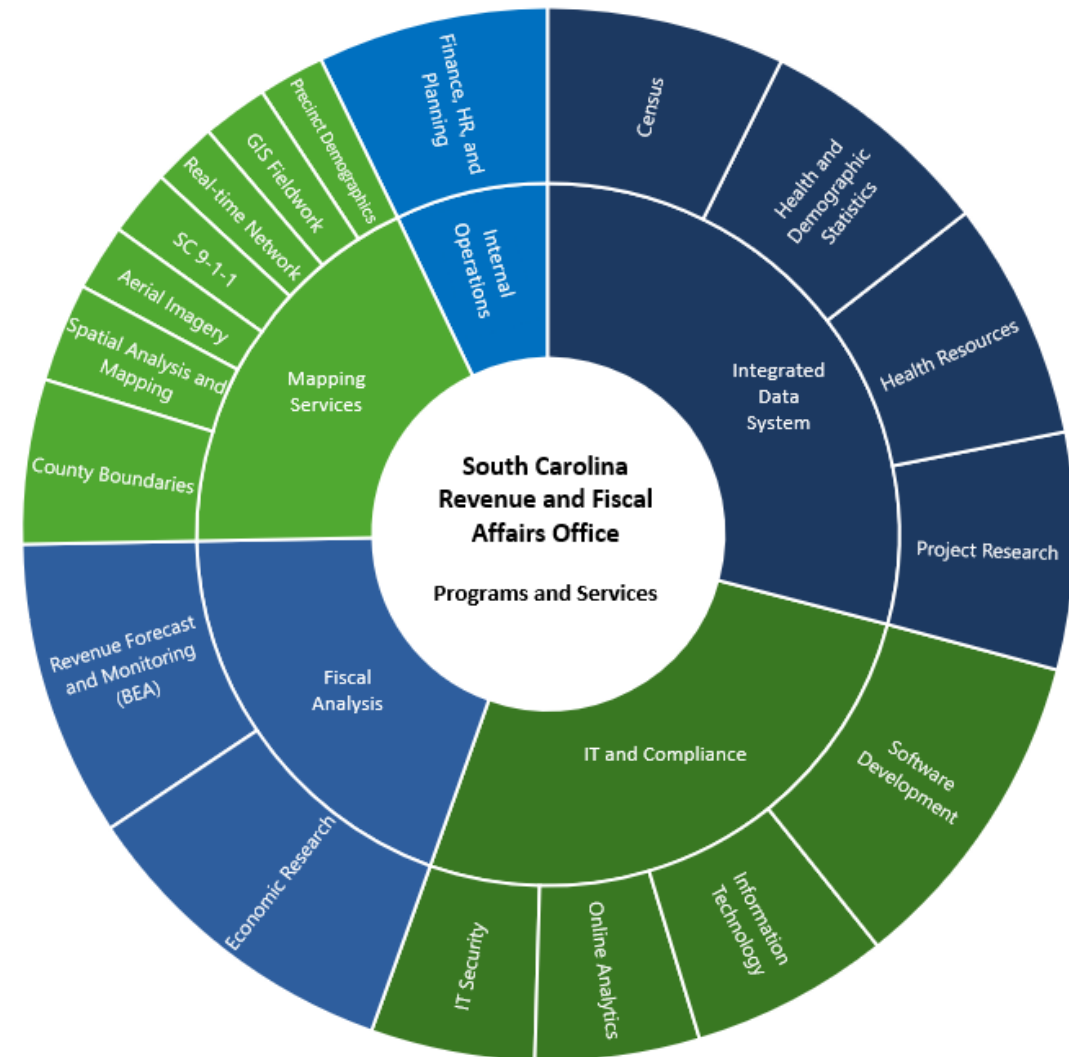 South Carolina
Revenue and Fiscal
Affairs Office
Programs and Services
Integrated
Data
System
Census
Health and
Demographic
Statistics
Health Resources
Project Research
IT and Compliance
Software
Development
Information
Technology
Online Analytics
IT Security
Fiscal
Analysis
Economic Research
Revenue Forecast
and Monitoring
(BEA)
Mapping
Services
County Boundaries
Spatial Analysis and
Mapping
Aerial Imagery
SC 9-1-1
Real-time Network
GIS Fieldwork
Precinct Demographics
Internal
Operations
Finance, HR, and
Planning